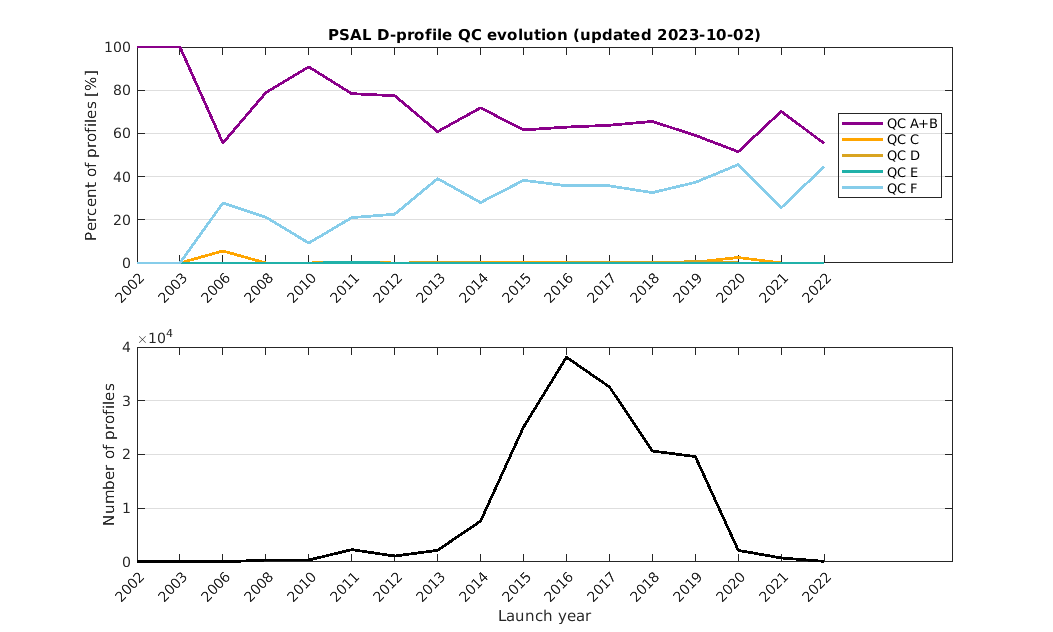 PSAL D-profile QC evolution (updated 2023-10-02)
Percent of profiles [%]
100
80
60
40
20
0
QC A+B
QC C
QC D
QC E
QC F
2002 2003 2006 2008 2010 2011 2012 2013 2014 2015 2016 2017 2018 2019 2020 2021 2022
×10⁴
Number of profiles
4
3
2
1
0
2002 2003 2006 2008 2010 2011 2012 2013 2014 2015 2016 2017 2018 2019 2020 2021 2022
Launch year